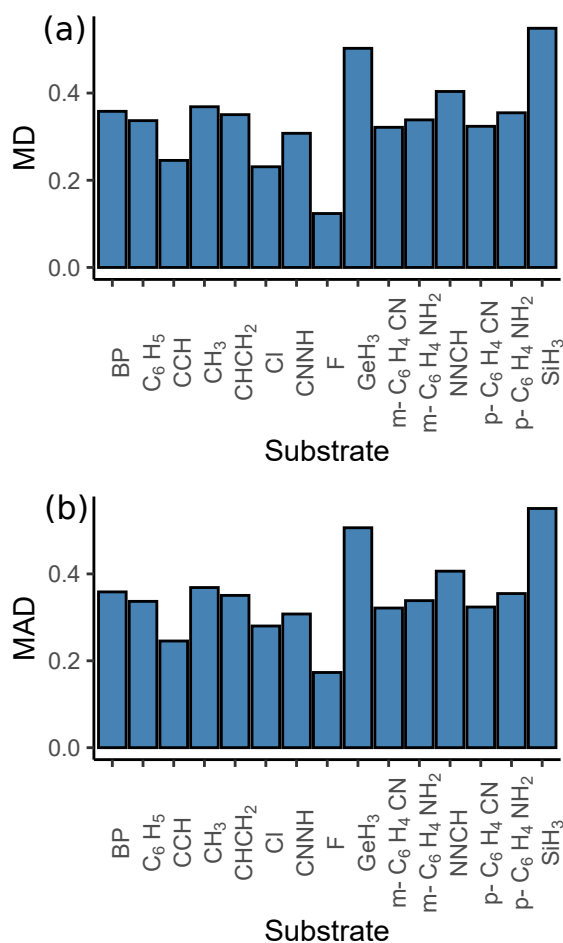 (a)
MD
0.4
0.2
0.0
BP
C₆ H₅
CCH
CH₃
CHCH₂
Cl
CNNH
F
GeH₃
m- C₆ H₄ CN
m- C₆ H₄ NH₂
NNCH
p- C₆ H₄ CN
p- C₆ H₄ NH₂
SiH₃
Substrate
(b)
MAD
0.4
0.2
0.0
BP
C₆ H₅
CCH
CH₃
CHCH₂
Cl
CNNH
F
GeH₃
m- C₆ H₄ CN
m- C₆ H₄ NH₂
NNCH
p- C₆ H₄ CN
p- C₆ H₄ NH₂
SiH₃
Substrate